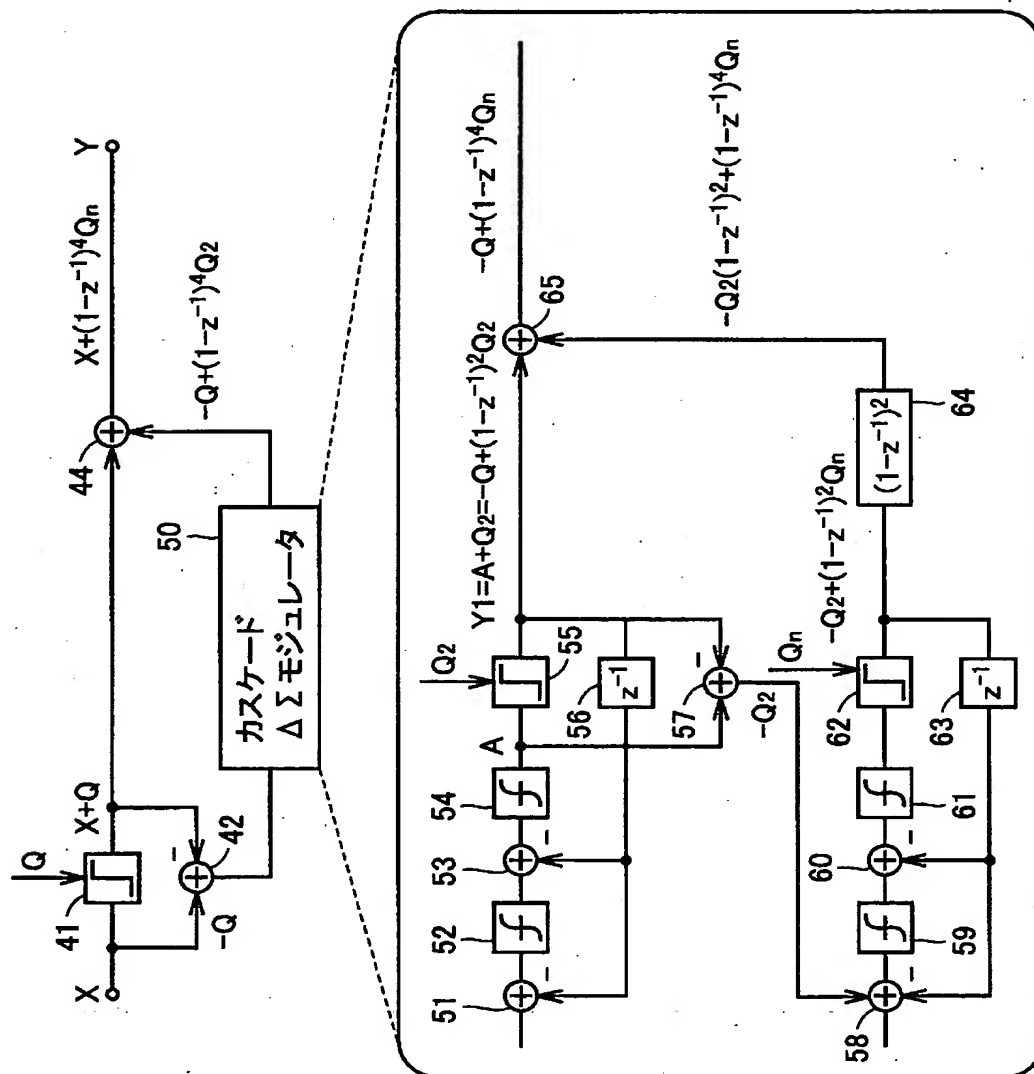 X
41
Q
X+Q
-
42
-Q
44
X+(1-z⁻¹)⁴Qn
Y
-Q+(1-z⁻¹)⁴Q2
50
カスケード
ΔΣモジュレータ
51
-
52
53
-
54
A
Q2
55
Y1=A+Q2=-Q+(1-z⁻¹)²Q2
65
-Q+(1-z⁻¹)⁴Qn
z⁻¹
56
-
57
-Q2
-Q2(1-z⁻¹)²+(1-z⁻¹)⁴Qn
58
-
59
60
-
61
Qn
62
-Q2+(1-z⁻¹)²Qn
z⁻¹
63
(1-z⁻¹)²
64